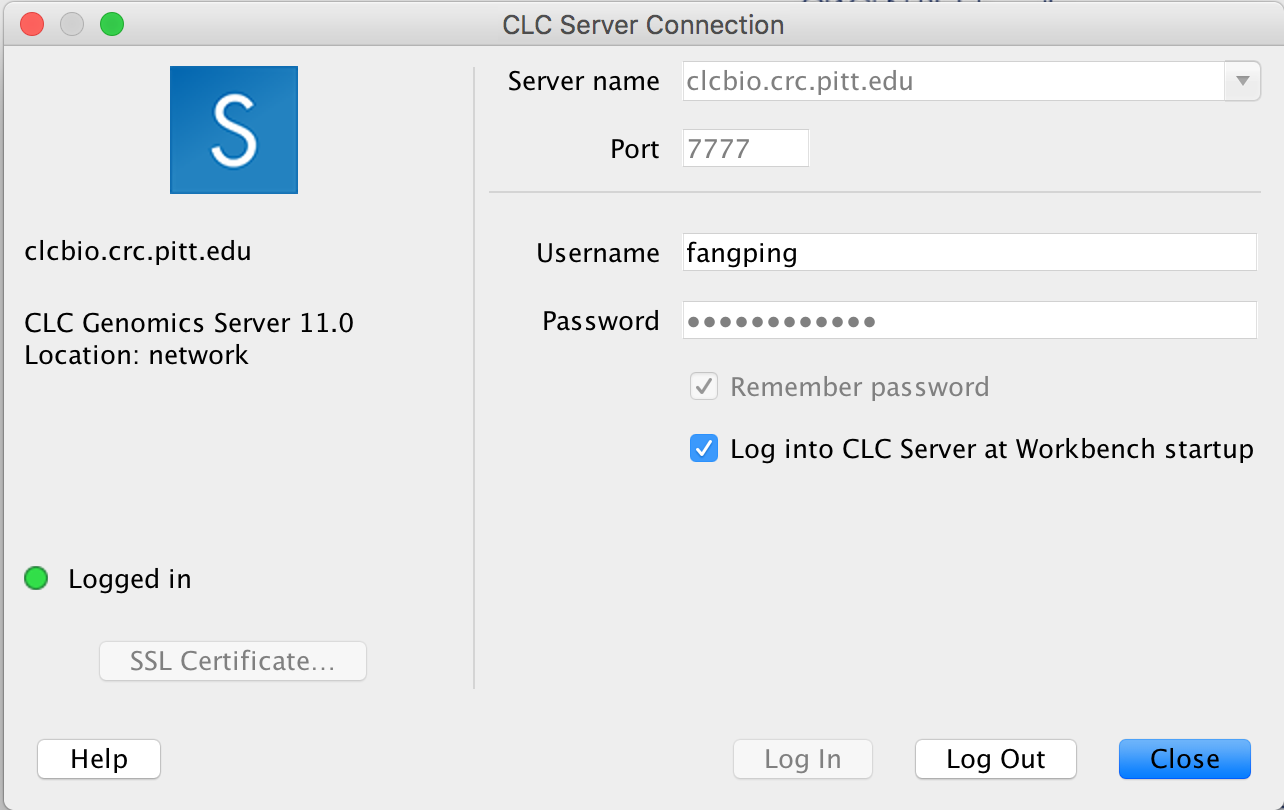 CLC Server Connection
S
clcbio.crc.pitt.edu
CLC Genomics Server 11.0
Location: network
Logged in
SSL Certificate...
Server name clcbio.crc.pitt.edu
Port 7777
Username fangping
Password ●●●●●●●●●●●●
Remember password
Log into CLC Server at Workbench startup
Help Log In Log Out Close